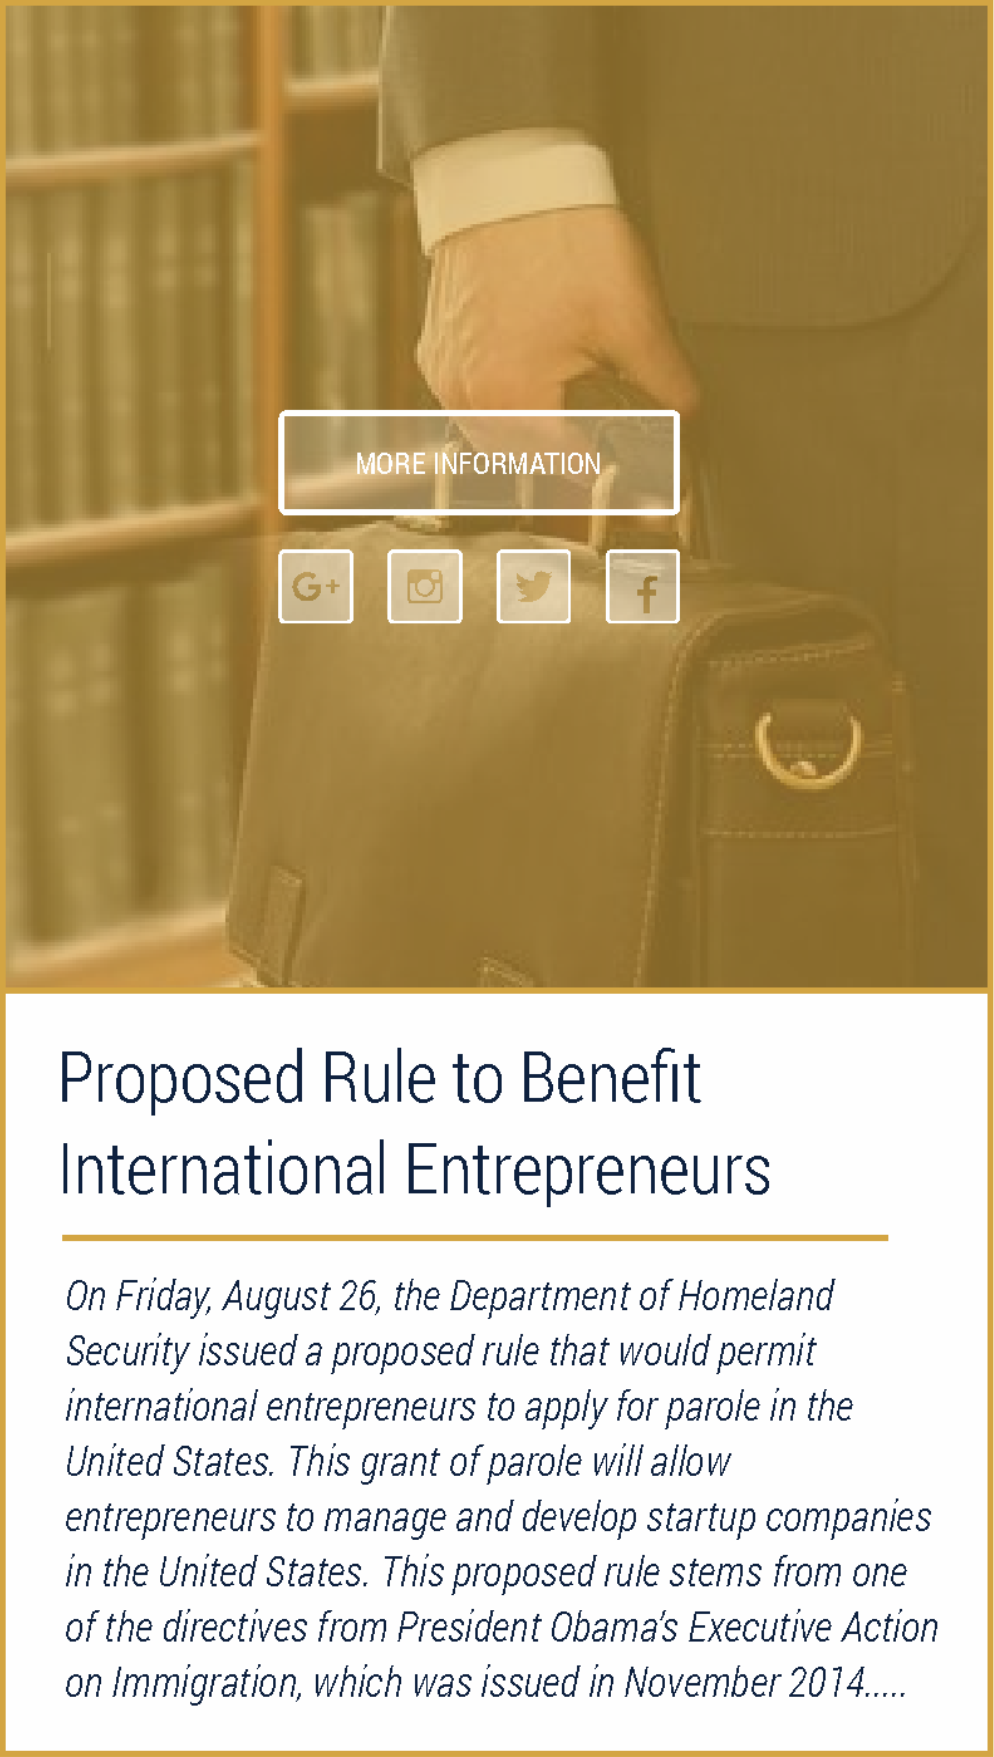 MORE INFORMATION
G+
Proposed Rule to Benefit
International Entrepreneurs
On Friday, August 26, the Department of Homeland
Security issued a proposed rule that would permit
international entrepreneurs to apply for parole in the
United States. This grant of parole will allow
entrepreneurs to manage and develop startup companies
in the United States. This proposed rule stems from one
of the directives from President Obama's Executive Action
on Immigration, which was issued in November 2014.....